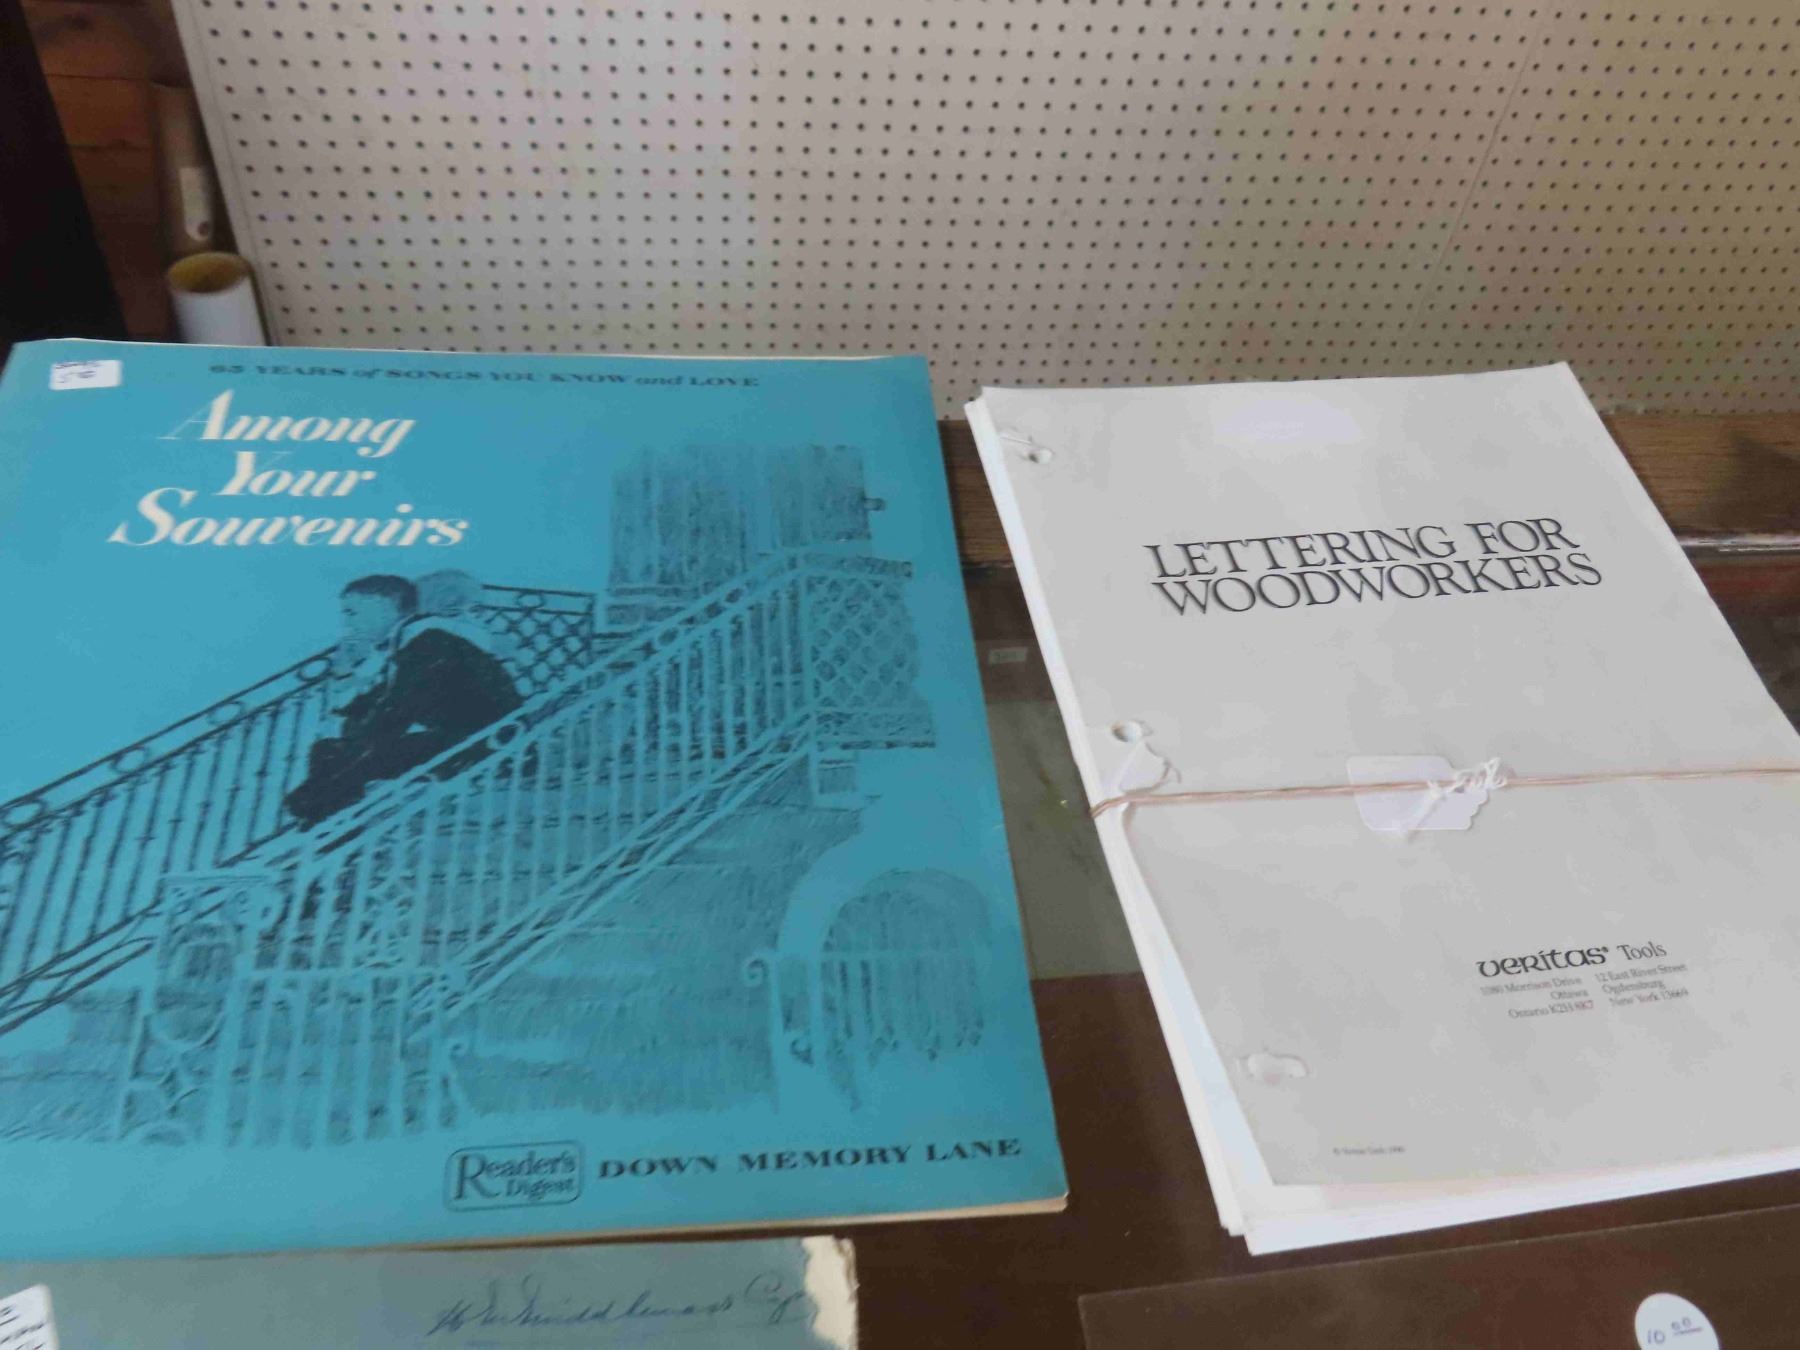 65 YEARS of SONGS YOU KNOW and LOVE
Among
Your
Souvenirs
Reader's
Digest
DOWN MEMORY LANE
LETTERING FOR
WOODWORKERS
veritas® Tools
1080 Morrison Drive 12 East River Street
Ottawa Ogdensburg
Ontario K2H 8K7 New York 13669
10 00